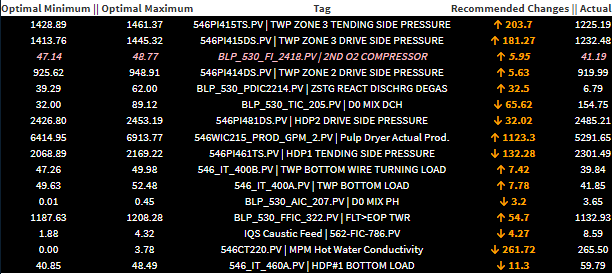 Optimal Minimum || Optimal Maximum Tag Recommended Changes || Actual
1428.89 1461.37 546PI415TS.PV | TWP ZONE 3 TENDING SIDE PRESSURE ↑ 203.7 1225.19
1413.76 1445.32 546PI415DS.PV | TWP ZONE 3 DRIVE SIDE PRESSURE ↑ 181.27 1232.48
47.14 48.77 BLP_530_FI_2418.PV | 2ND O2 COMPRESSOR ↑ 5.95 41.19
925.62 948.91 546PI414DS.PV | TWP ZONE 2 DRIVE SIDE PRESSURE ↑ 5.63 919.99
39.29 62.00 BLP_530_PDIC2214.PV | ZSTG REACT DISCHRG DEGAS ↑ 32.5 6.79
32.00 89.12 BLP_530_TIC_205.PV | D0 MIX DCH ↓ 65.62 154.75
2426.80 2453.19 546PI481DS.PV | HDP2 DRIVE SIDE PRESSURE ↓ 32.02 2485.21
6414.95 6913.77 546WIC215_PROD_GPM_2.PV | Pulp Dryer Actual Prod. ↑ 1123.3 5291.65
2068.89 2169.22 546PI461TS.PV | HDP1 TENDING SIDE PRESSURE ↓ 132.28 2301.49
47.26 49.98 546_IT_400B.PV | TWP BOTTOM WIRE TURNING LOAD ↑ 7.42 39.84
49.63 52.48 546_IT_400A.PV | TWP BOTTOM LOAD ↑ 7.78 41.85
0.01 0.45 BLP_530_AIC_207.PV | D0 MIX PH ↓ 3.2 3.65
1187.63 1208.28 BLP_530_FFIC_322.PV | FLT>EOP TWR ↑ 54.7 1132.93
1.88 4.32 IQS Caustic Feed | 562-FIC-786.PV ↓ 4.27 8.59
0.00 3.78 546CT220.PV | MPM Hot Water Conductivity ↓ 261.72 265.50
40.85 48.49 546_IT_460A.PV | HDP#1 BOTTOM LOAD ↓ 11.3 59.79